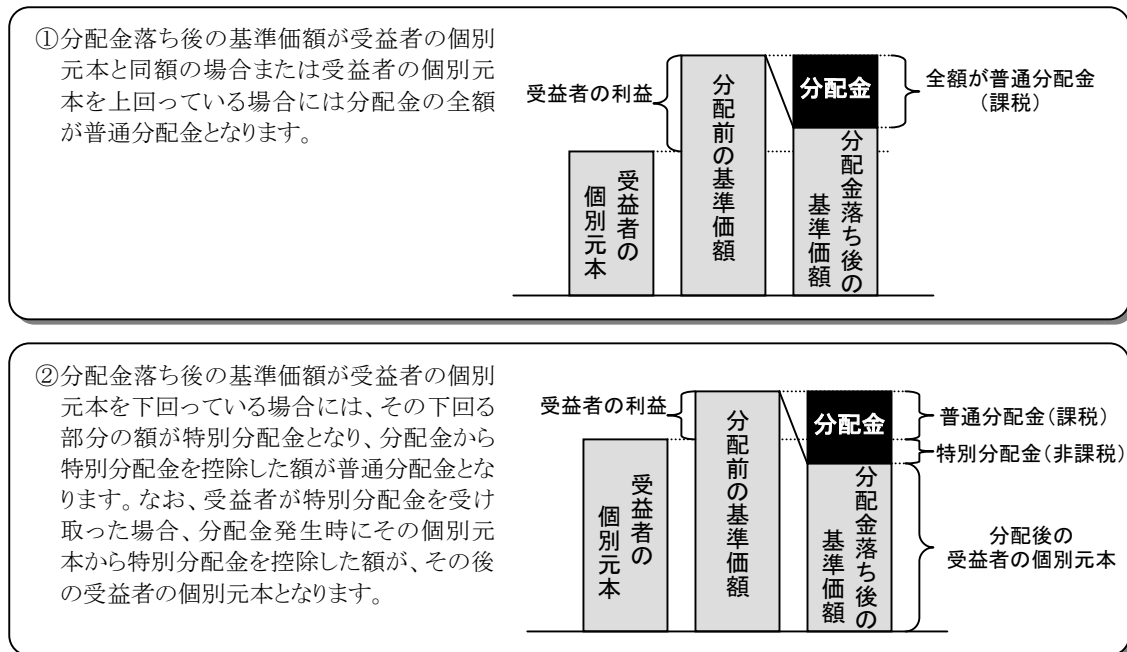 ①分配金落ち後の基準価額が受益者の個別
元本と同額の場合または受益者の個別元
本を上回っている場合には分配金の全額
が普通分配金となります。
受益者の利益
受益者の
個別元本
分配前の基準価額
分配金
分配金落ち後の
基準価額
全額が普通分配金
(課税)
②分配金落ち後の基準価額が受益者の個別
元本を下回っている場合には、その下回る
部分の額が特別分配金となり、分配金から
特別分配金を控除した額が普通分配金とな
ります。なお、受益者が特別分配金を受け
取った場合、分配金発生時にその個別元
本から特別分配金を控除した額が、その後
の受益者の個別元本となります。
受益者の利益
受益者の
個別元本
分配前の基準価額
分配金
分配金落ち後の
基準価額
普通分配金(課税)
特別分配金(非課税)
分配後の
受益者の個別元本